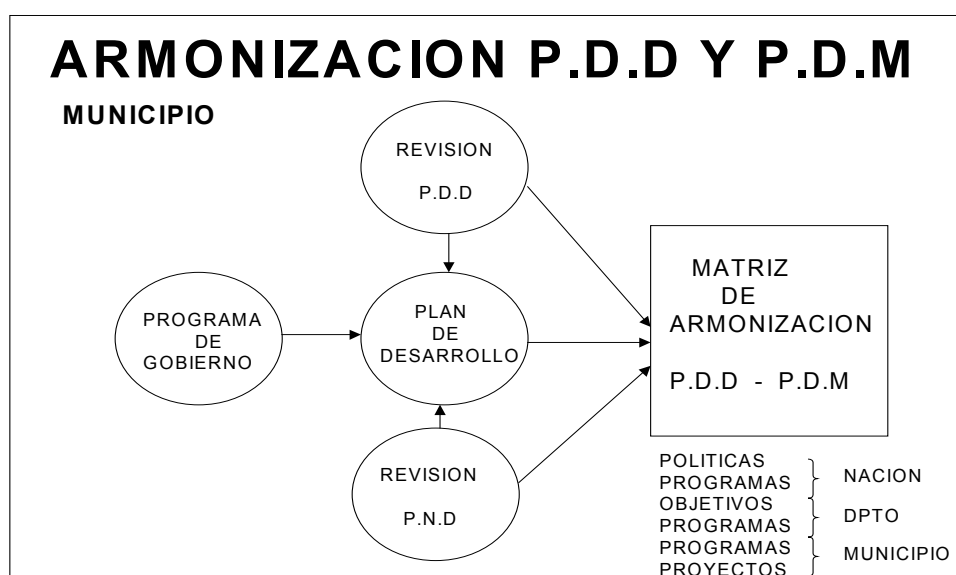 ARMONIZACION P.D.D Y P.D.M
MUNICIPIO
REVISION
P.D.D
PROGRAMA
DE
GOBIERNO
PLAN
DE
DESARROLLO
REVISION
P.N.D
MATRIZ
DE
ARMONIZACION
P.D.D - P.D.M
POLITICAS
PROGRAMAS
NACION
OBJETIVOS
PROGRAMAS
DPTO
PROGRAMAS
PROYECTOS
MUNICIPIO